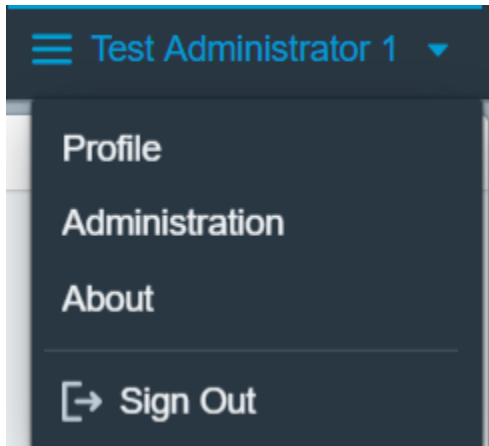 Test Administrator 1
Profile
Administration
About
Sign Out